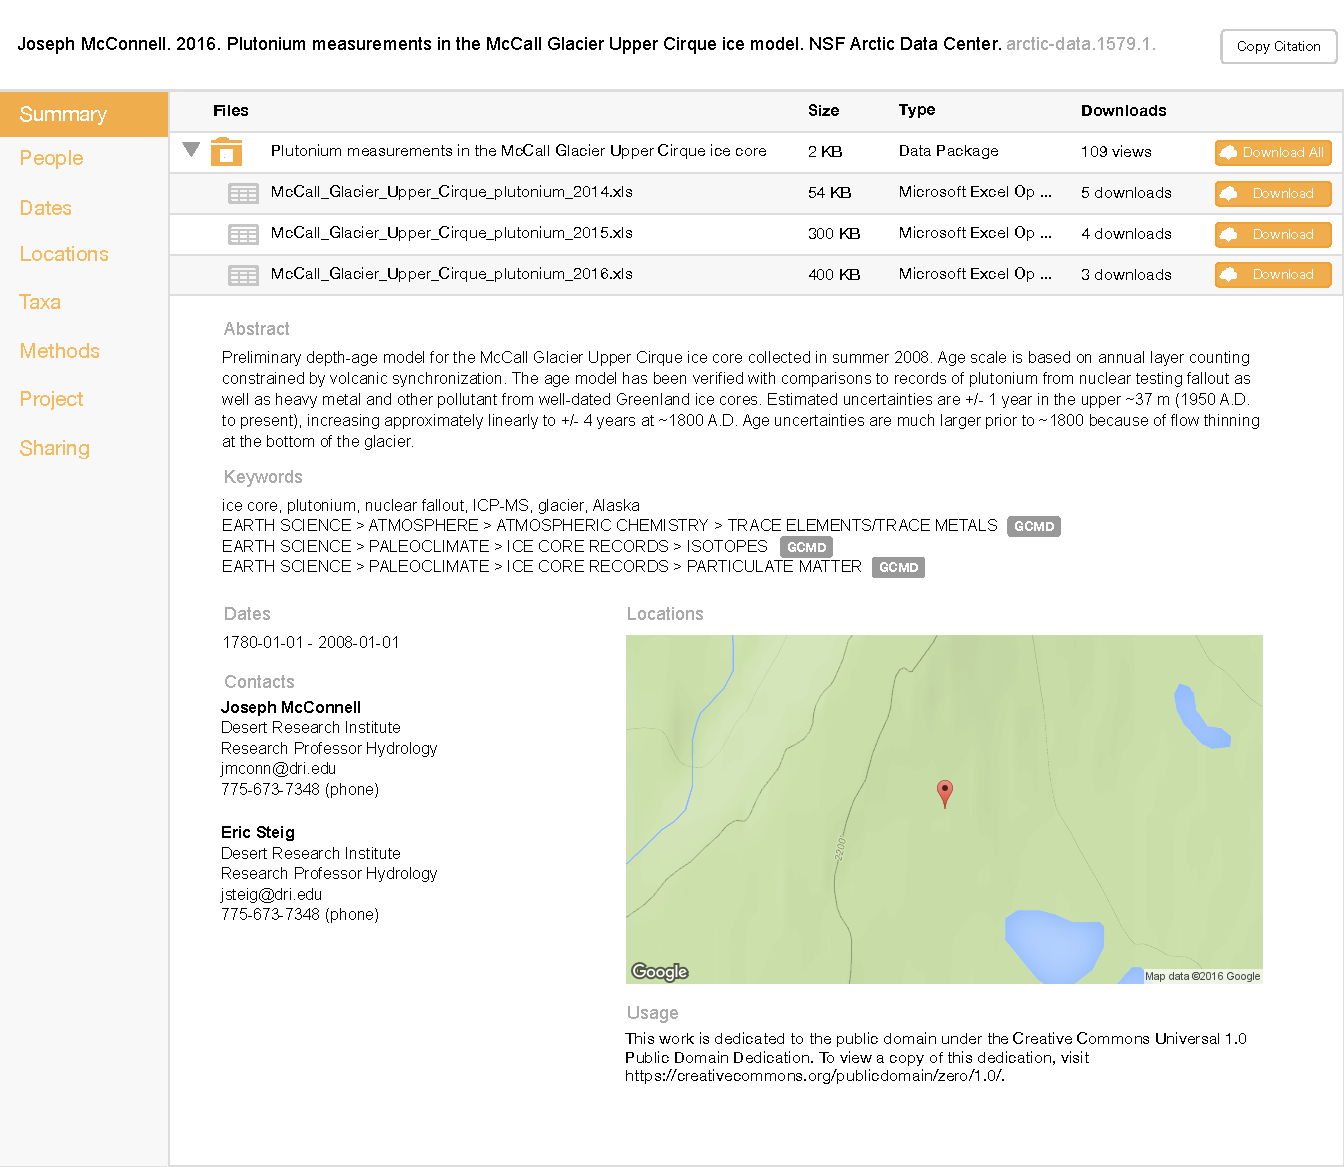 Joseph McConnell. 2016. Plutonium measurements in the McCall Glacier Upper Cirque ice model. NSF Arctic Data Center. arctic-data.1579.1.
Copy Citation
Summary
People
Dates
Locations
Taxa
Methods
Project
Sharing
Files Size Type Downloads
Plutonium measurements in the McCall Glacier Upper Cirque ice core 2 KB Data Package 109 views Download All
McCall_Glacier_Upper_Cirque_plutonium_2014.xls 54 KB Microsoft Excel Op ... 5 downloads Download
McCall_Glacier_Upper_Cirque_plutonium_2015.xls 300 KB Microsoft Excel Op ... 4 downloads Download
McCall_Glacier_Upper_Cirque_plutonium_2016.xls 400 KB Microsoft Excel Op ... 3 downloads Download
Abstract
Preliminary depth-age model for the McCall Glacier Upper Cirque ice core collected in summer 2008. Age scale is based on annual layer counting
constrained by volcanic synchronization. The age model has been verified with comparisons to records of plutonium from nuclear testing fallout as
well as heavy metal and other pollutant from well-dated Greenland ice cores. Estimated uncertainties are +/- 1 year in the upper ~37 m (1950 A.D.
to present), increasing approximately linearly to +/- 4 years at ~1800 A.D. Age uncertainties are much larger prior to ~1800 because of flow thinning
at the bottom of the glacier.
Keywords
ice core, plutonium, nuclear fallout, ICP-MS, glacier, Alaska
EARTH SCIENCE > ATMOSPHERE > ATMOSPHERIC CHEMISTRY > TRACE ELEMENTS/TRACE METALS GCMD
EARTH SCIENCE > PALEOCLIMATE > ICE CORE RECORDS > ISOTOPES GCMD
EARTH SCIENCE > PALEOCLIMATE > ICE CORE RECORDS > PARTICULATE MATTER GCMD
Dates
1780-01-01 - 2008-01-01
Contacts
Joseph McConnell
Desert Research Institute
Research Professor Hydrology
jmconn@dri.edu
775-673-7348 (phone)
Eric Steig
Desert Research Institute
Research Professor Hydrology
jsteig@dri.edu
775-673-7348 (phone)
Locations
2200'
Google
Map data ©2016 Google
Usage
This work is dedicated to the public domain under the Creative Commons Universal 1.0
Public Domain Dedication. To view a copy of this dedication, visit
https://creativecommons.org/publicdomain/zero/1.0/.